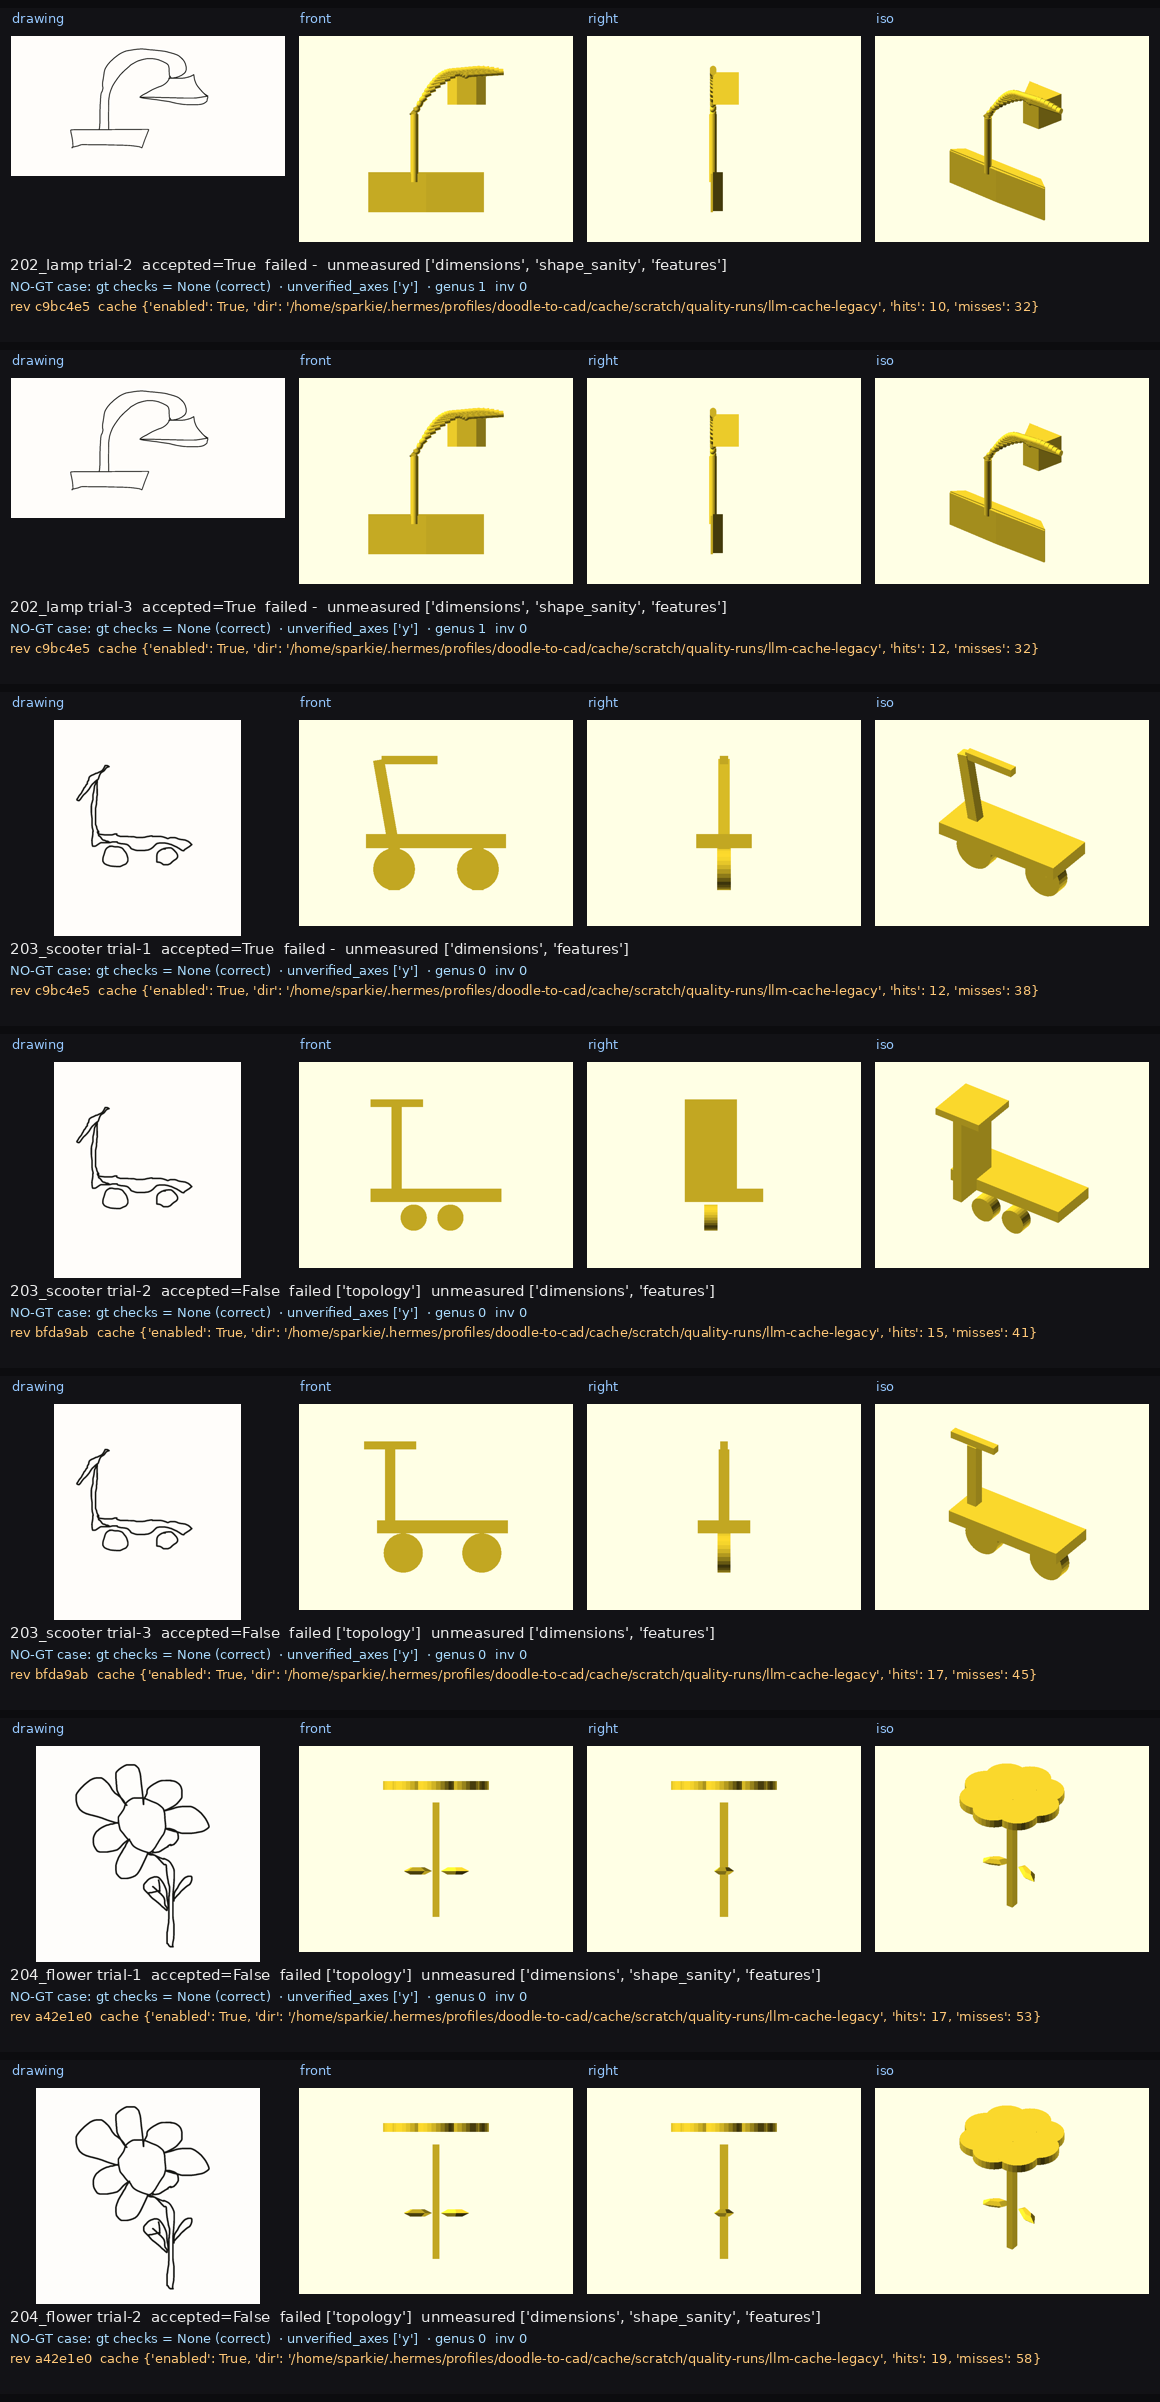 drawing front right iso
202_lamp trial-2 accepted=True failed - unmeasured ['dimensions', 'shape_sanity', 'features']
NO-GT case: gt checks = None (correct) · unverified_axes ['y'] · genus 1 inv 0
rev c9bc4e5 cache {'enabled': True, 'dir': '/home/sparkie/.hermes/profiles/doodle-to-cad/cache/scratch/quality-runs/llm-cache-legacy', 'hits': 10, 'misses': 32}
drawing front right iso
202_lamp trial-3 accepted=True failed - unmeasured ['dimensions', 'shape_sanity', 'features']
NO-GT case: gt checks = None (correct) · unverified_axes ['y'] · genus 1 inv 0
rev c9bc4e5 cache {'enabled': True, 'dir': '/home/sparkie/.hermes/profiles/doodle-to-cad/cache/scratch/quality-runs/llm-cache-legacy', 'hits': 12, 'misses': 32}
drawing front right iso
203_scooter trial-1 accepted=True failed - unmeasured ['dimensions', 'features']
NO-GT case: gt checks = None (correct) · unverified_axes ['y'] · genus 0 inv 0
rev c9bc4e5 cache {'enabled': True, 'dir': '/home/sparkie/.hermes/profiles/doodle-to-cad/cache/scratch/quality-runs/llm-cache-legacy', 'hits': 12, 'misses': 38}
drawing front right iso
203_scooter trial-2 accepted=False failed ['topology'] unmeasured ['dimensions', 'features']
NO-GT case: gt checks = None (correct) · unverified_axes ['y'] · genus 0 inv 0
rev bfda9ab cache {'enabled': True, 'dir': '/home/sparkie/.hermes/profiles/doodle-to-cad/cache/scratch/quality-runs/llm-cache-legacy', 'hits': 15, 'misses': 41}
drawing front right iso
203_scooter trial-3 accepted=False failed ['topology'] unmeasured ['dimensions', 'features']
NO-GT case: gt checks = None (correct) · unverified_axes ['y'] · genus 0 inv 0
rev bfda9ab cache {'enabled': True, 'dir': '/home/sparkie/.hermes/profiles/doodle-to-cad/cache/scratch/quality-runs/llm-cache-legacy', 'hits': 17, 'misses': 45}
drawing front right iso
204_flower trial-1 accepted=False failed ['topology'] unmeasured ['dimensions', 'shape_sanity', 'features']
NO-GT case: gt checks = None (correct) · unverified_axes ['y'] · genus 0 inv 0
rev a42e1e0 cache {'enabled': True, 'dir': '/home/sparkie/.hermes/profiles/doodle-to-cad/cache/scratch/quality-runs/llm-cache-legacy', 'hits': 17, 'misses': 53}
drawing front right iso
204_flower trial-2 accepted=False failed ['topology'] unmeasured ['dimensions', 'shape_sanity', 'features']
NO-GT case: gt checks = None (correct) · unverified_axes ['y'] · genus 0 inv 0
rev a42e1e0 cache {'enabled': True, 'dir': '/home/sparkie/.hermes/profiles/doodle-to-cad/cache/scratch/quality-runs/llm-cache-legacy', 'hits': 19, 'misses': 58}